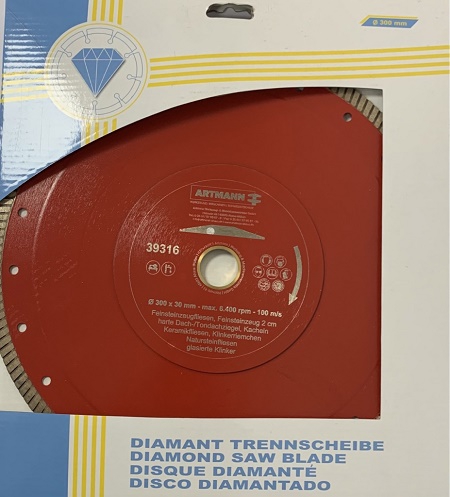 Ø 300 mm
ARTMANN
39316
Ø 300 x 30 mm - max. 6.400 rpm - 100 m/s
Feinsteinzeugfliesen, Feinsteinzeug 2 cm
harte Dach-/Tondachziegel, Kacheln
Keramikfliesen, Klinkerriemchen
Natursteinfliesen
glasierte Klinker
DIAMANT TRENNSCHEIBE
DIAMOND SAW BLADE
DISQUE DIAMANTÉ
DISCO DIAMANTADO